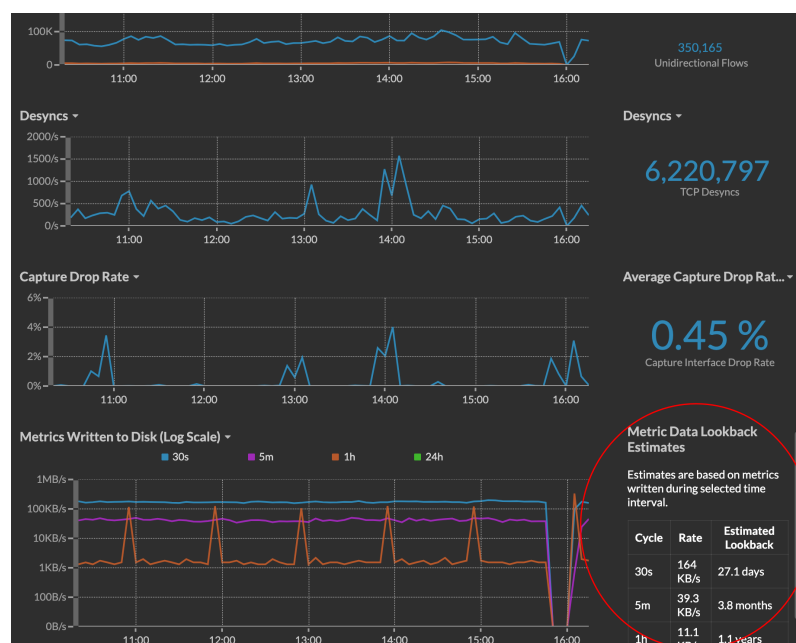 100K
0
11:00 12:00 13:00 14:00 15:00 16:00
350,165
Unidirectional Flows
Desyncs
2000/s
1500/s
1000/s
500/s
0/s
11:00 12:00 13:00 14:00 15:00 16:00
Desyncs
6,220,797
TCP Desyncs
Capture Drop Rate
6%
4%
2%
0%
11:00 12:00 13:00 14:00 15:00 16:00
Average Capture Drop Rat...
0.45 %
Capture Interface Drop Rate
Metrics Written to Disk (Log Scale)
30s 5m 1h 24h
1MB/s
100KB/s
10KB/s
1KB/s
100B/s
0B/s
11:00 12:00 13:00 14:00 15:00 16:00
Metric Data Lookback
Estimates
Estimates are based on metrics
written during selected time
interval.
Cycle Rate Estimated
Lookback
30s 164
KB/s 27.1 days
5m 39.3
KB/s 3.8 months
1h 11.1
1.1 years